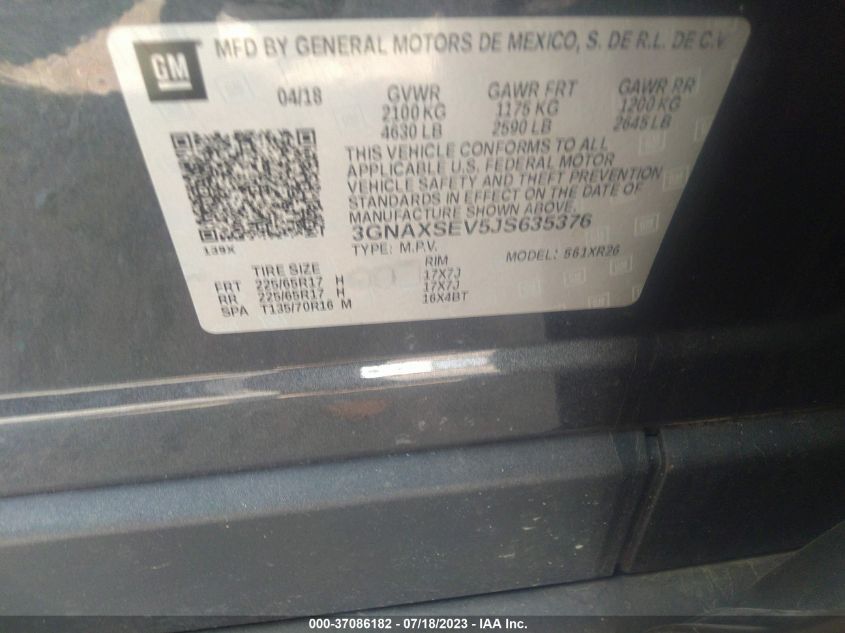 GM
MFD BY GENERAL MOTORS DE MEXICO, S. DE R.L. DE C.V.
04/18 GVWR GAWR FRT GAWR RR
2100 KG 1175 KG 1200 KG
4630 LB 2590 LB 2645 LB
THIS VEHICLE CONFORMS TO ALL
APPLICABLE U.S. FEDERAL MOTOR
VEHICLE SAFETY AND THEFT PREVENTION
STANDARDS IN EFFECT ON THE DATE OF
MANUFACTURE SHOWN ABOVE.
3GNAXSEV5JS635376
139X
TYPE: M.P.V. MODEL: 561XR26
TIRE SIZE RIM
FRT 225/65R17 H 17X7J
RR 225/65R17 H 17X7J
SPA T135/70R16 M 16X4BT
000-37086182 - 07/18/2023 - IAA Inc.